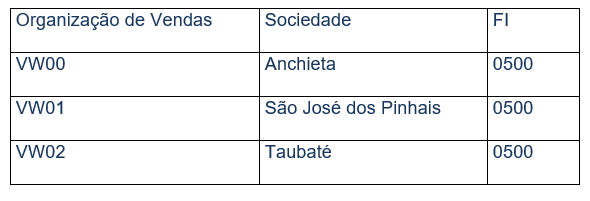 Organização de Vendas Sociedade FI
VW00 Anchieta 0500
VW01 São José dos Pinhais 0500
VW02 Taubaté 0500